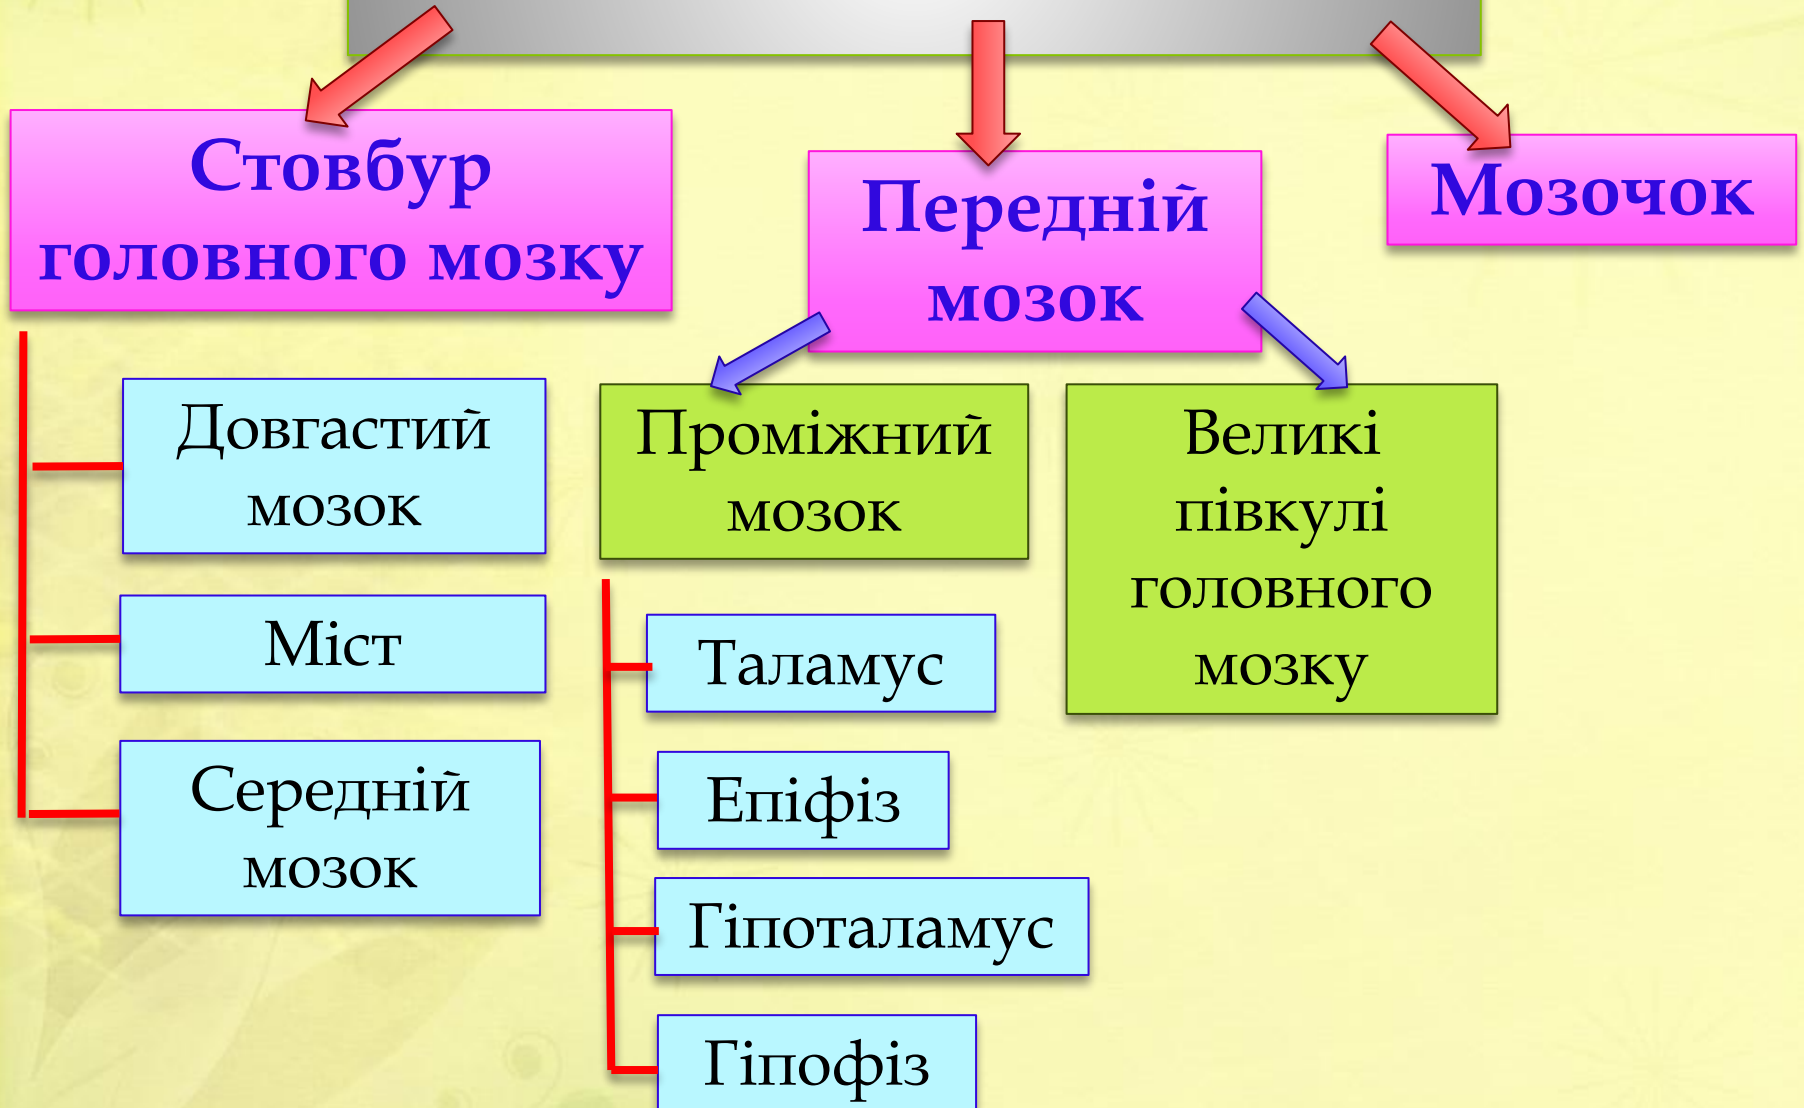 Стовбур
головного мозку
Передній
мозок
Мозочок
Довгастий
мозок
Міст
Середній
мозок
Проміжний
мозок
Таламус
Епіфіз
Гіпоталамус
Гіпофіз
Великі
півкулі
головного
мозку